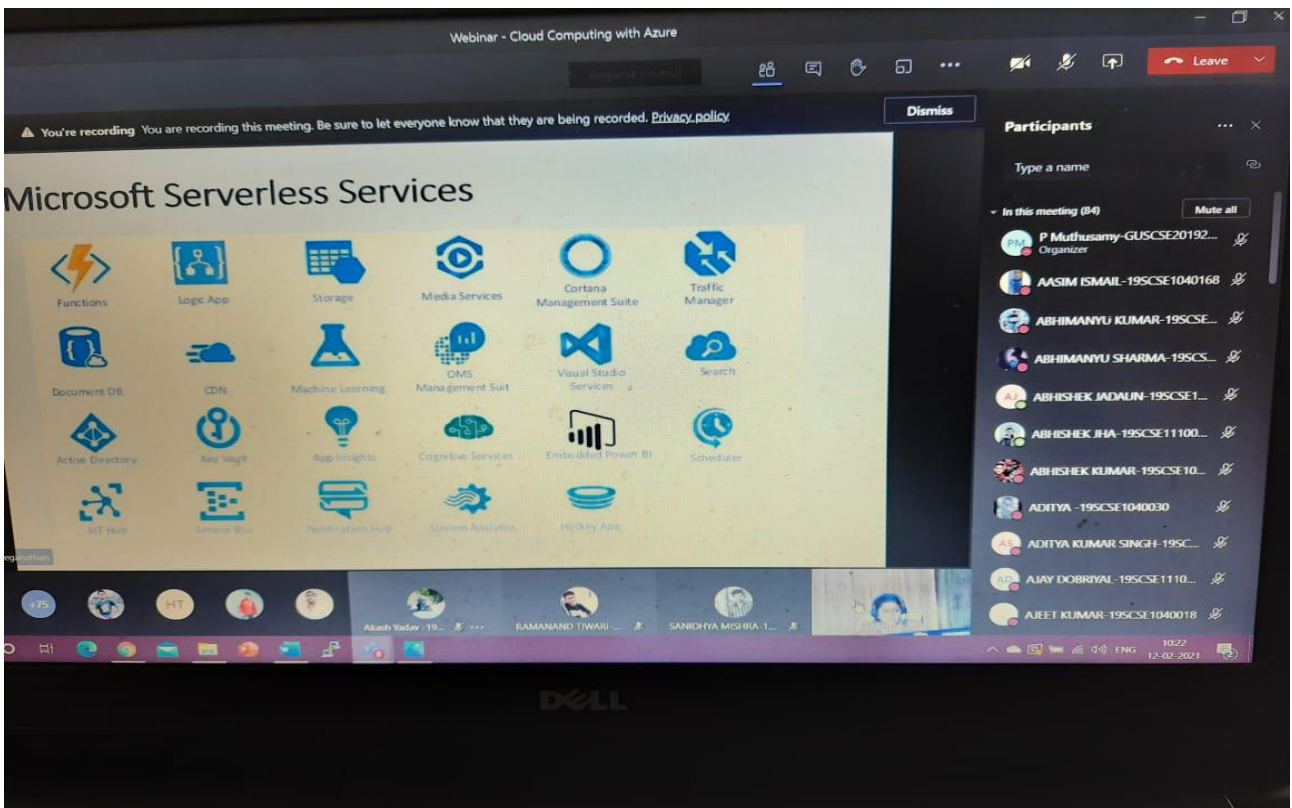 Webinar - Cloud Computing with Azure
Request control
Leave
You're recording You are recording this meeting. Be sure to let everyone know that they are being recorded. Privacy policy
Dismiss
Microsoft Serverless Services
Functions
Logic App
Storage
Media Services
Cortana
Management Suite
Traffic
Manager
Document DB
CDN
Machine Learning
OMS
Management Suit
Visual Studio
Services
Search
Active Directory
Key Vault
App Insights
Cognitive Services
Embedded Power BI
Scheduler
IoT Hub
Service Bus
Notification Hub
Stream Analytics
Hockey App
Participants
Type a name
In this meeting (84)
Mute all
PM
P Muthusamy-GUSCSE20192...
Organizer
AASIM ISMAIL-19SCSE1040168
ABHIMANYU KUMAR-19SCSE...
ABHIMANYU SHARMA-19SCS...
AJ
ABHISHEK JADAUN-19SCSE1...
ABHISHEK JHA-19SCSE11100...
ABHISHEK KUMAR-19SCSE10...
ADITYA -19SCSE1040030
AS
ADITYA KUMAR SINGH-19SC...
AD
AJAY DOBRIYAL-19SCSE1110...
AJEET KUMAR-19SCSE1040018
+75
HT
Akash Yadav-19...
RAMANAND TIWARI-...
SANIDHYA MISHRA-1...
ENG
10:22
12-02-2021
2
DELL